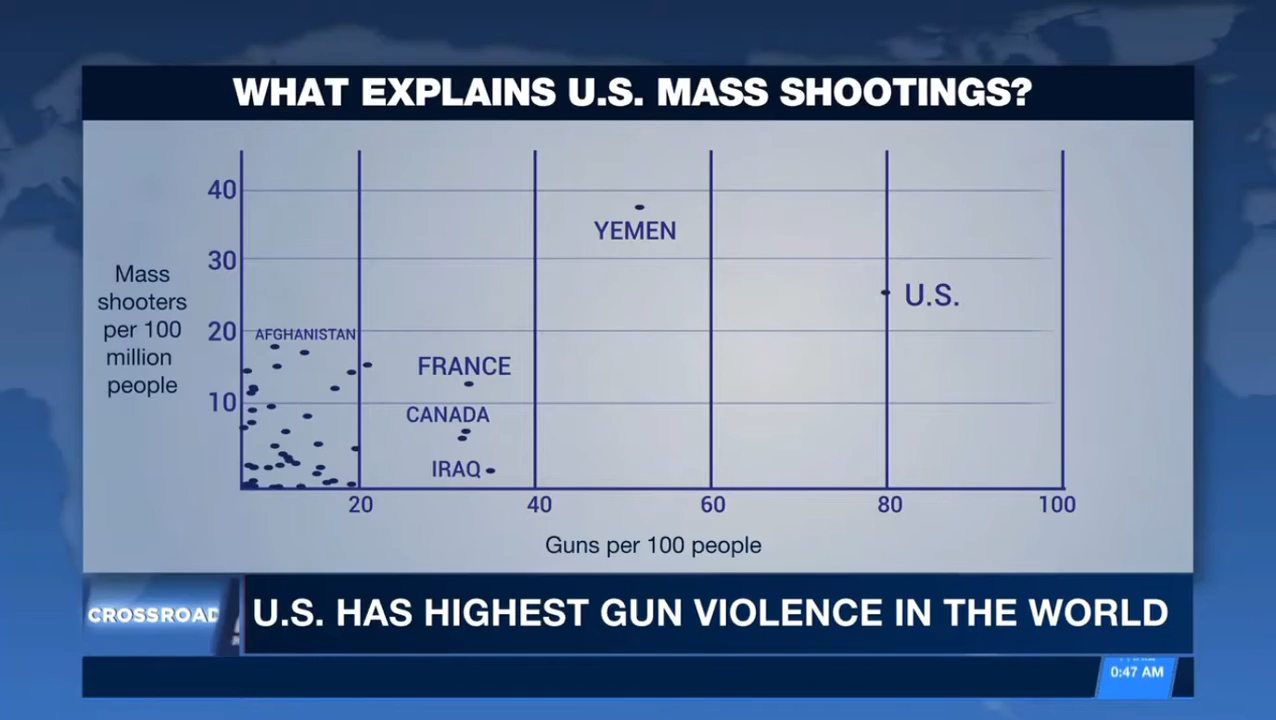 WHAT EXPLAINS U.S. MASS SHOOTINGS?
40
30
20
10
Mass
shooters
per 100
million
people
YEMEN
U.S.
AFGHANISTAN
FRANCE
CANADA
IRAQ
20
40
60
80
100
Guns per 100 people
CROSSROAD
U.S. HAS HIGHEST GUN VIOLENCE IN THE WORLD
0:47 AM